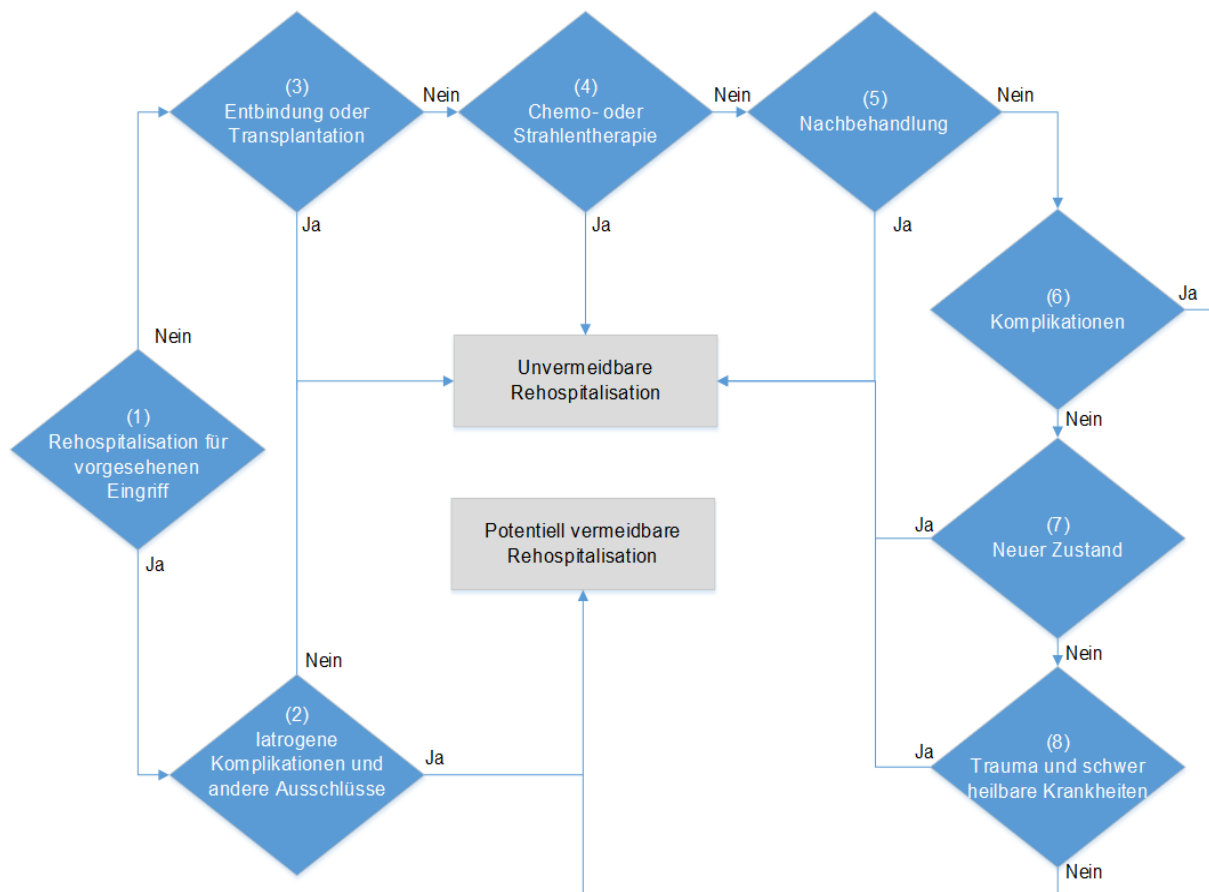 (3)
Entbindung oder
Transplantation
Nein
(4)
Chemo- oder
Strahlentherapie
Nein
(5)
Nachbehandlung
Nein
Ja
Ja
Ja
(6)
Komplikationen
Ja
Nein
Nein
(1)
Rehospitalisation für
vorgesehenen
Eingriff
Ja
Unvermeidbare
Rehospitalisation
Potentiell vermeidbare
Rehospitalisation
Ja
(7)
Neuer Zustand
Nein
Nein
(2)
Iatrogene
Komplikationen und
andere Ausschlüsse
Ja
Ja
(8)
Trauma und schwer
heilbare Krankheiten
Nein